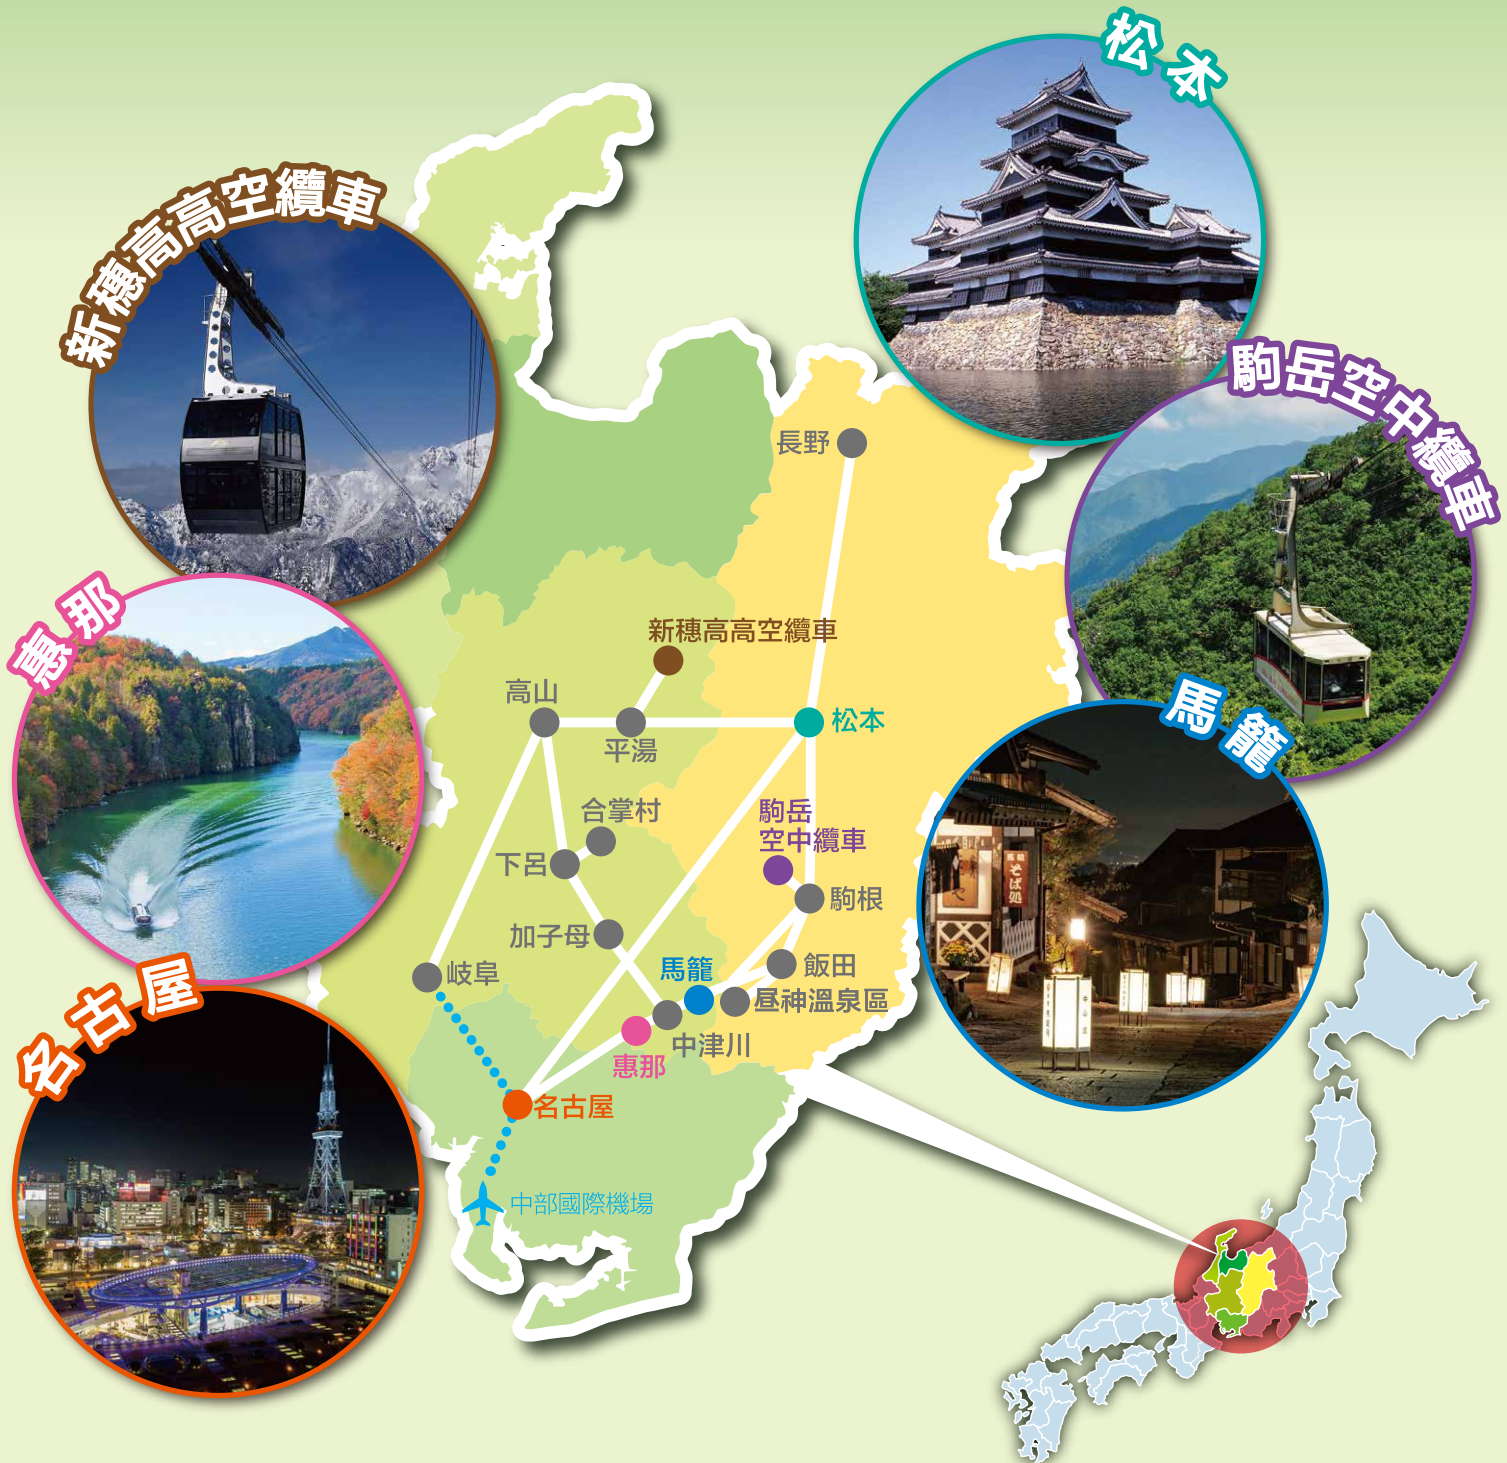 松本
新穗高高空纜車
駒岳空中纜車
長野
惠那
新穗高高空纜車
高山
松本
平湯
馬籠
合掌村
駒岳
空中纜車
下呂
駒根
そば処
加子母
岐阜
馬籠
飯田
昼神溫泉區
中津川
惠那
名古屋
名古屋
中部國際機場